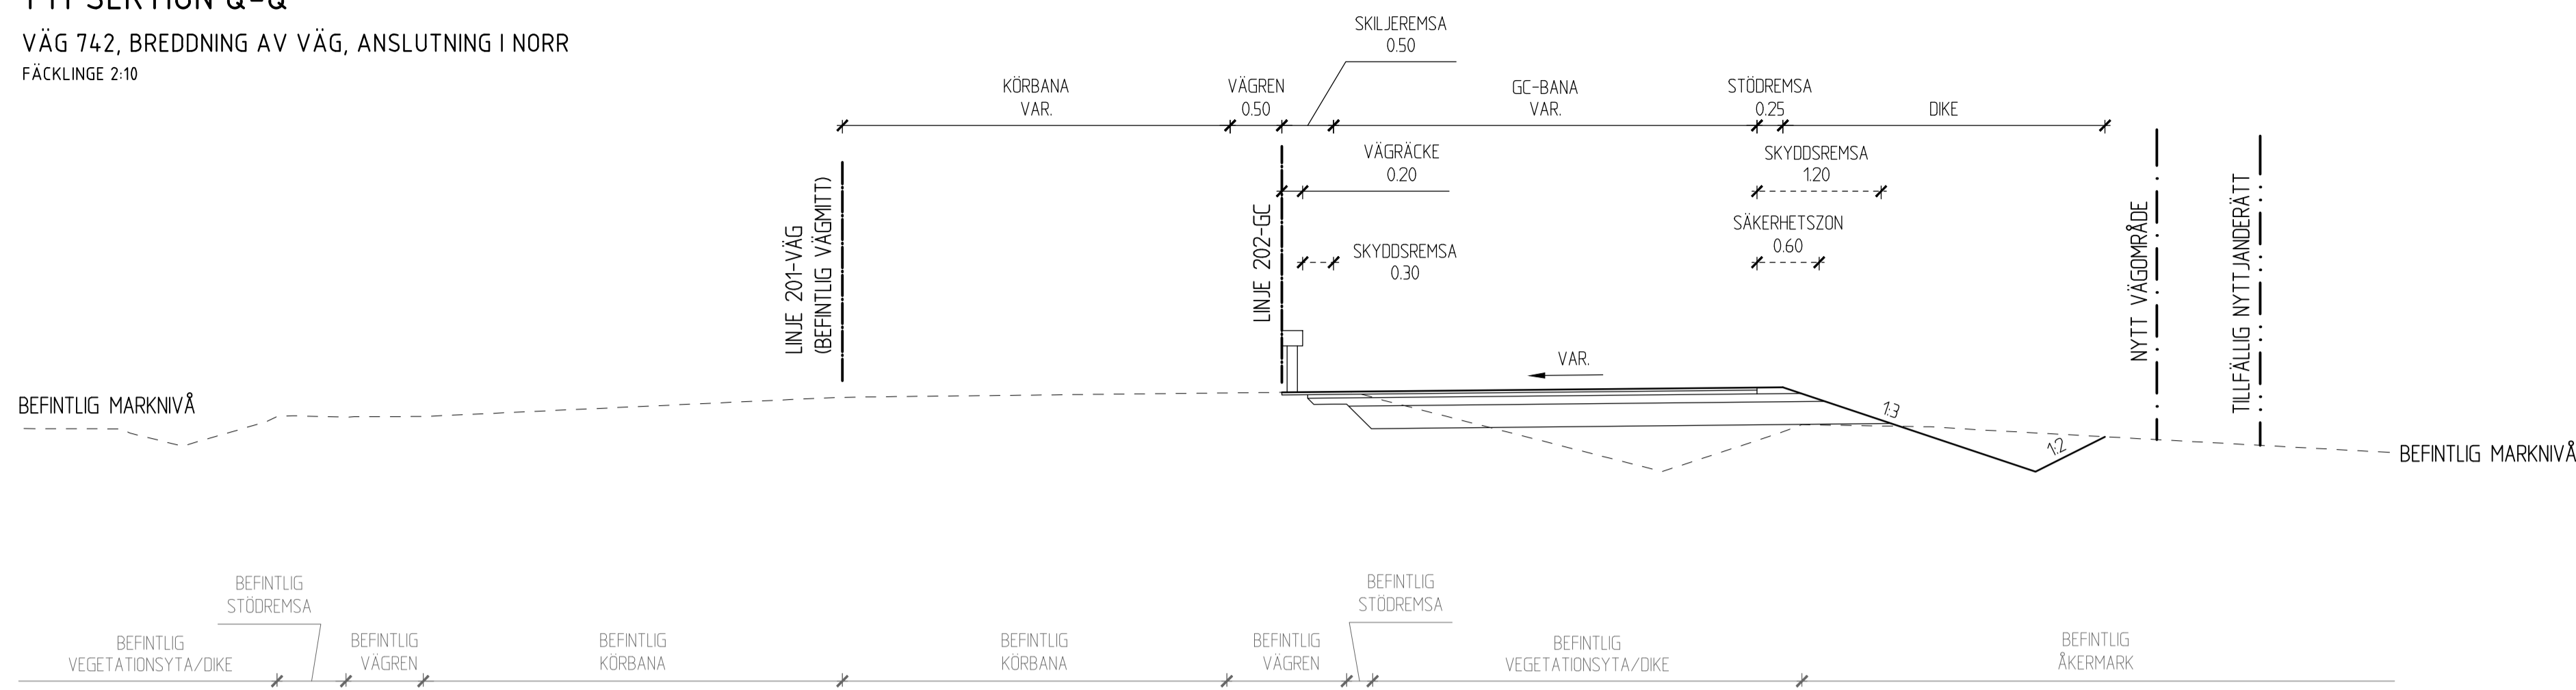 SEKTION Q-Q
VÄG 742, BREDDNING AV VÄG, ANSLUTNING I NORR
FÄCKLINGE 2:10
SKILJEREMSA
0.50
KÖRBANA
VAR.
VÄGREN
0.50
GC-BANA
VAR.
STÖDREMSA
0.25
DIKE
VÄGRÄCKE
0.20
SKYDDSREMSA
1.20
SÄKERHETSZON
0.60
SKYDDSREMSA
0.30
LINJE 201-VÄG
(BEFINTLIG VÄGMITT)
LINJE 202-GC
NYTT VÄGOMRÅDE
TILLFÄLLIG NYTTJANDERÄTT
VAR.
1:3
1:2
BEFINTLIG MARKNIVÅ
BEFINTLIG MARKNIVÅ
BEFINTLIG
STÖDREMSA
BEFINTLIG
STÖDREMSA
BEFINTLIG
VEGETATIONSYTA/DIKE
BEFINTLIG
VÄGREN
BEFINTLIG
KÖRBANA
BEFINTLIG
KÖRBANA
BEFINTLIG
VÄGREN
BEFINTLIG
VEGETATIONSYTA/DIKE
BEFINTLIG
ÅKERMARK